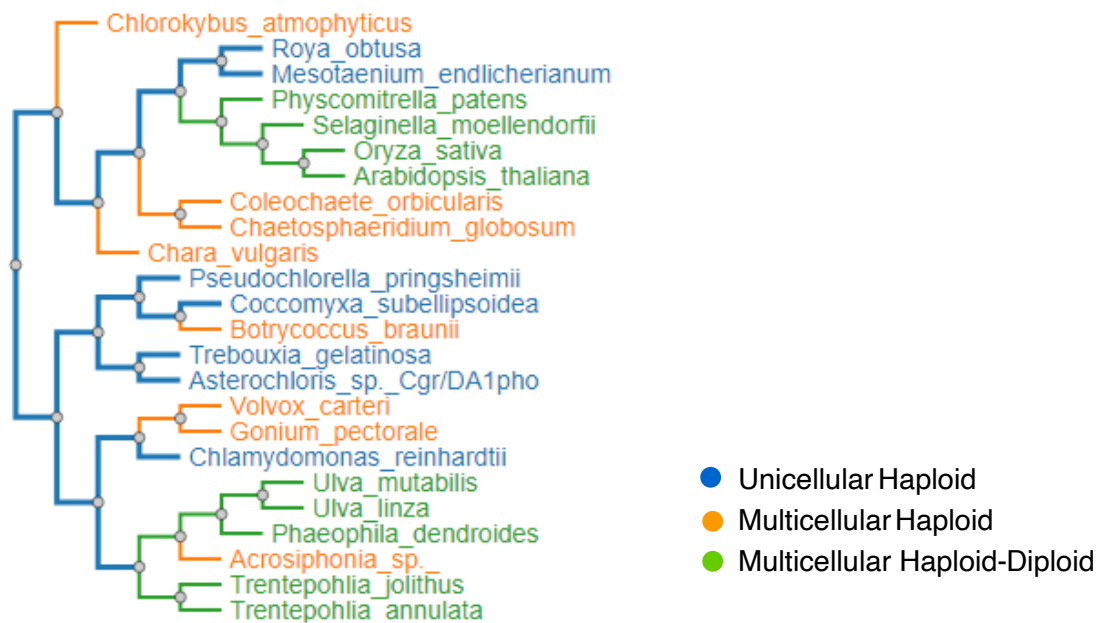 Chlorokybus_atmophyticus
Roya_obtusa
Mesotaenium_endlicherianum
Physcomitrella_patens
Selaginella_moellendorfii
Oryza_sativa
Arabidopsis_thaliana
Coleochaete_orbicularis
Chaetosphaeridium_globosum
Chara_vulgaris
Pseudochlorella_pringsheimii
Coccomyxa_subellipsoidea
Botrycoccus_braunii
Trebouxia_gelatinosa
Asterochloris_sp._Cgr/DA1pho
Volvox_carteri
Gonium_pectorale
Chlamydomonas_reinhardtii
Ulva_mutabilis
Ulva_linza
Phaeophila_dendroides
Acrosiphonia_sp._
Trentepohlia_jolithus
Trentepohlia_annulata
Unicellular Haploid
Multicellular Haploid
Multicellular Haploid-Diploid